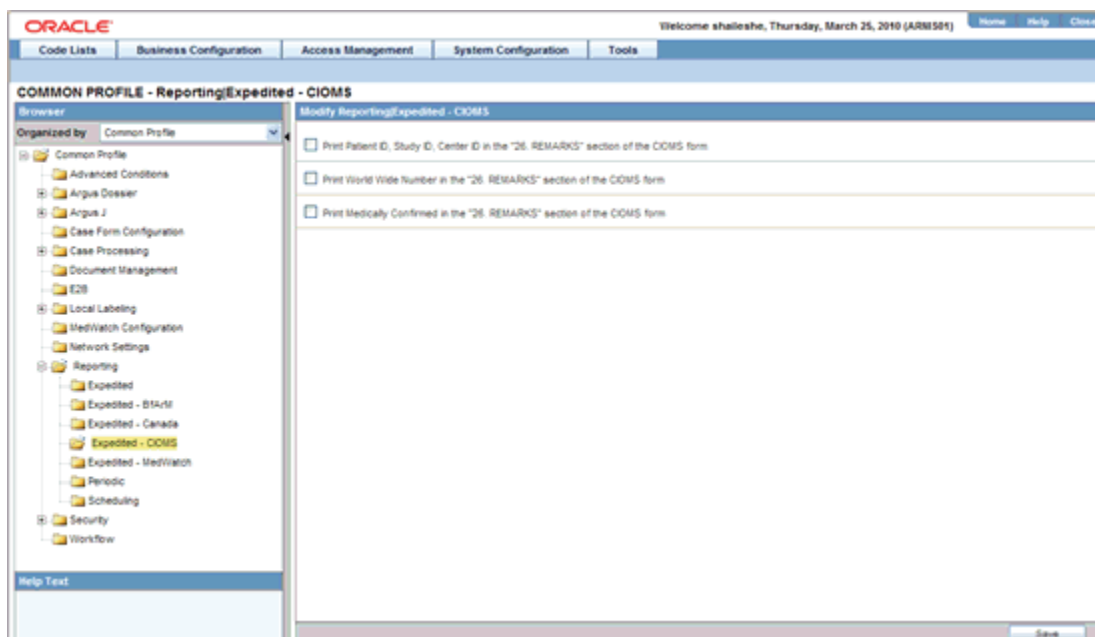 ORACLE
Welcome shaileshe, Thursday, March 25, 2010 (ARMIS01) Home Help Close
Code Lists Business Configuration Access Management System Configuration Tools
COMMON PROFILE - Reporting|Expedited - CIOMS
Browser
Organized by Common Profile
Common Profile
Advanced Conditions
Argus Dossier
Argus J
Case Form Configuration
Case Processing
Document Management
E2B
Local Labeling
MedWatch Configuration
Network Settings
Reporting
Expedited
Expedited - BfArM
Expedited - Canada
Expedited - CIOMS
Expedited - MedWatch
Periodic
Scheduling
Security
Workflow
Help Text
Modify Reporting|Expedited - CIOMS
Print Patient ID, Study ID, Center ID in the "26. REMARKS" section of the CIOMS form
Print World Wide Number in the "26. REMARKS" section of the CIOMS form
Print Medically Confirmed in the "26. REMARKS" section of the CIOMS form
Save